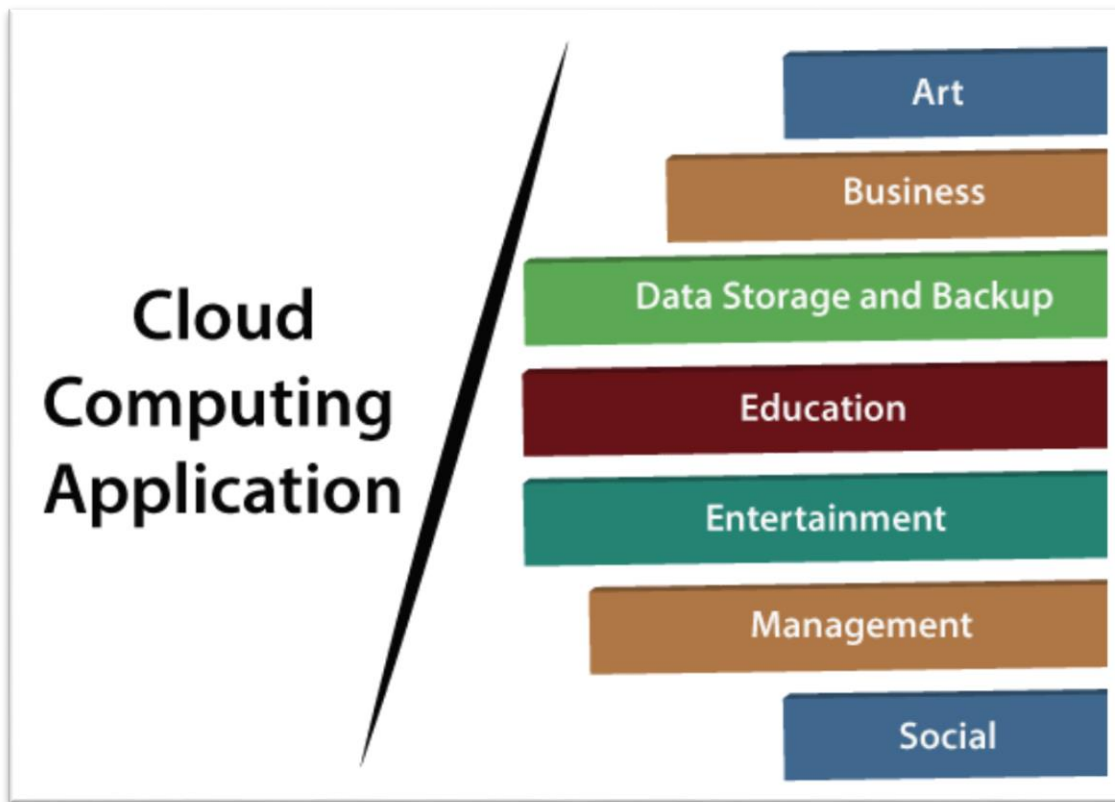 Cloud
Computing
Application
Art
Business
Data Storage and Backup
Education
Entertainment
Management
Social